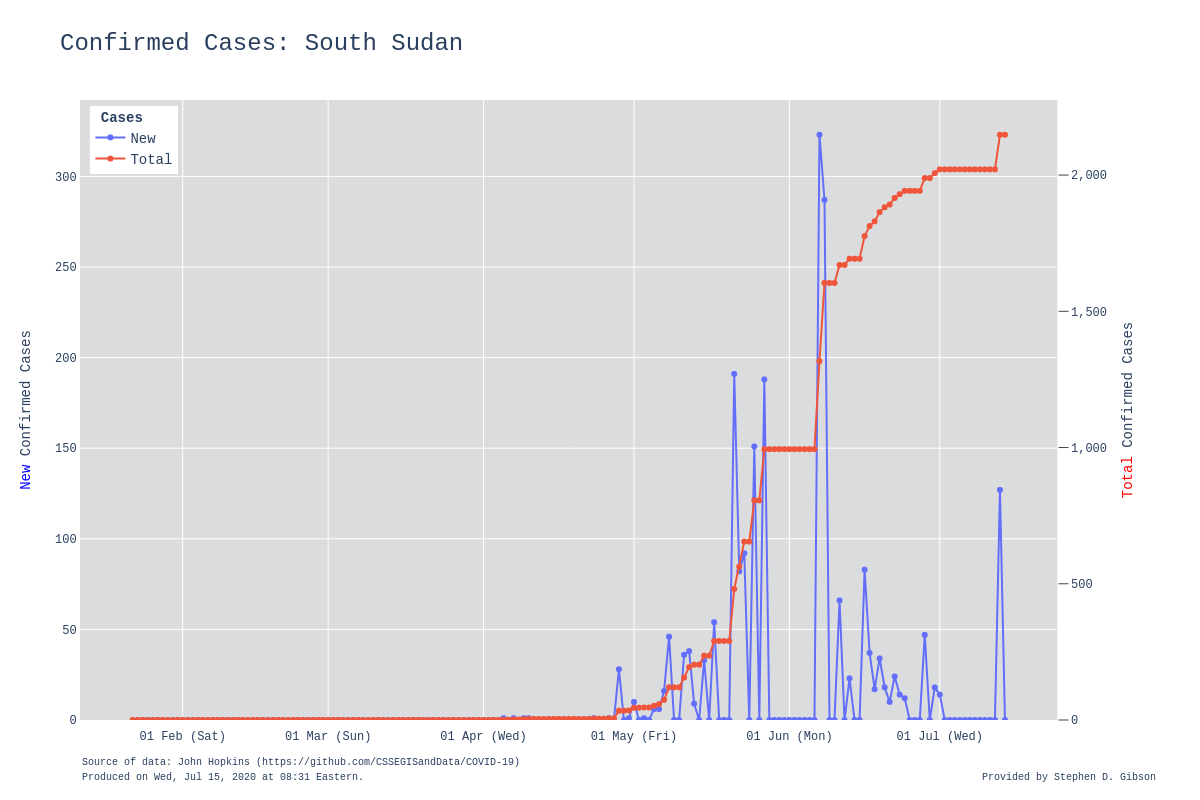 Confirmed Cases: South Sudan
Cases
New
Total
300
250
200
150
100
50
0
2,000
1,500
1,000
500
0
New Confirmed Cases
Total Confirmed Cases
01 Feb (Sat)
01 Mar (Sun)
01 Apr (Wed)
01 May (Fri)
01 Jun (Mon)
01 Jul (Wed)
Source of data: John Hopkins (https://github.com/CSSEGISandData/COVID-19)
Produced on Wed, Jul 15, 2020 at 08:31 Eastern.
Provided by Stephen D. Gibson